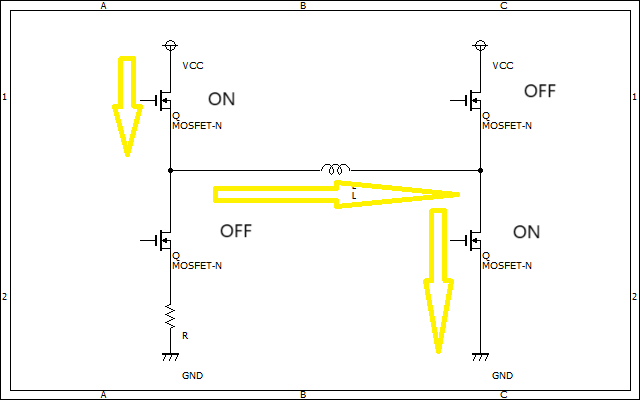 A B C
VCC VCC
1 ON OFF 1
Q
MOSFET-N
Q
MOSFET-N
L
L
OFF ON
Q
MOSFET-N
Q
MOSFET-N
2 2
R
GND GND
A B C